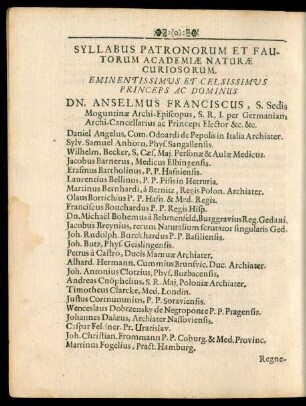 (o)
SYLLABUS PATRONORUM ET FAU-
TORUM ACADEMIÆ NATURÆ
CURIOSORUM.
EMINENTISSIMVS ET CELSISSIMVS
PRINCEPS AC DOMINUS
DN. ANSELMUS FRANCISCUS, S. Sedis
Moguntinæ Archi-Episcopus, S. R. I. per Germaniam
Archi-Cancellarius ac Princeps Elector &c. &c.
Daniel Angelus, Com. Odoardi de Pepolis in Italia Archiater.
Sylv. Samuel Anhorn, Phys. Sangallensis.
Wilhelm. Becker, S. Cæs. Maj. Personæ & Aulæ Medicus.
Jacobus Barnerus, Medicus Elbingensis.
Erasmus Bartholinus, P. P. Hafniensis.
Laurencius Bellinus, P. P. Pisis in Hetruria.
Martinus Bernhardi, à Bernitz, Regis Polon. Archiater.
Olaus Borrichius P. P. Hafn. & Med. Regis.
Franciscus Bouchardus P. P. Regis Hisp.
Dn. Michaël Bohemus à Behmenfeld, Burggravius Reg. Gedani.
Jacobus Breynius, rerum Naturalium scrutator singularis Ged.
Joh. Rudolph. Burckhardus P. P. Basiliensis.
Joh. Butz, Phys. Geislingensis.
Petrus à Castro, Ducis Mantuæ Archiater.
Alhard. Hermann. Cummius Brunsvic. Duc. Archiater.
Joh. Antonius Clotzius, Phys. Butzbacensis.
Andreas Cnöphelius, S. R. Maj. Poloniæ Archiater.
Timotheus Clarcke, Med. Londin.
Justus Cortnummius, P. P. Soraviensis.
Wenceslaus Dobrzensky de Negroponte P. P. Pragensis.
Johannes Dalæus, Archiater Nassoviensis.
Caspar Feldner. Pr. Uratislav.
Joh. Christian. Frommann P. P. Coburg. & Med. Provinc.
Martinus Fogelius, Pract. Hamburg.
Regne-